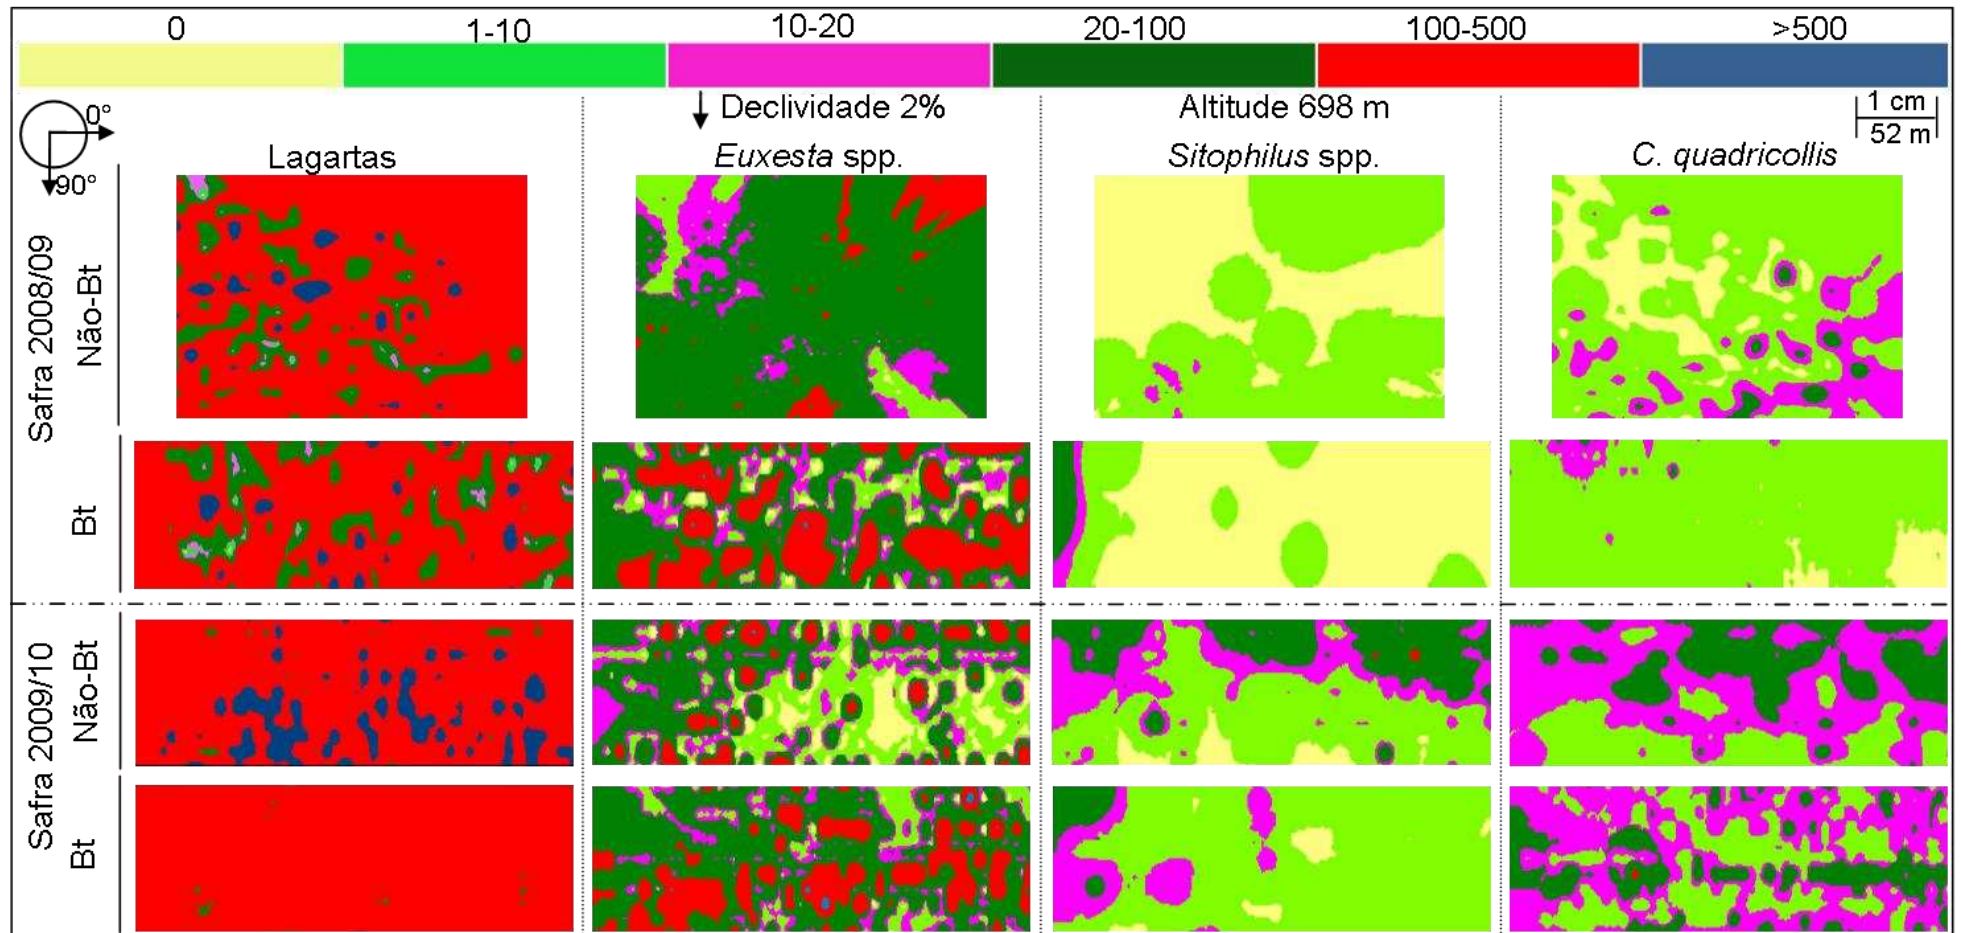 0 1-10 10-20 20-100 100-500 >500
0° Declividade 2% Altitude 698 m 1 cm
52 m
Lagartas Euxesta spp. Sitophilus spp. C. quadricollis
90°
Safra 2008/09
Não-Bt
Bt
Safra 2009/10
Não-Bt
Bt